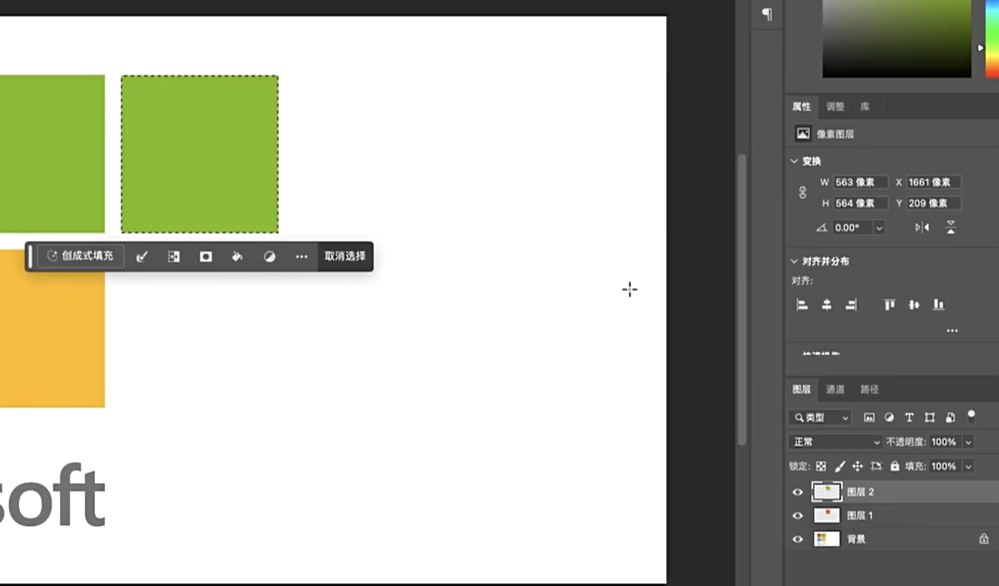 属性 调整 库
像素图层
变换
W 563 像素 X 1661 像素
H 564 像素 Y 209 像素
0.00°
对齐并分布
对齐:
创成式填充 ... 取消选择
...
图层 通道 路径
类型 T
正常 不透明度: 100%
锁定: 填充: 100%
图层 2
图层 1
背景
soft